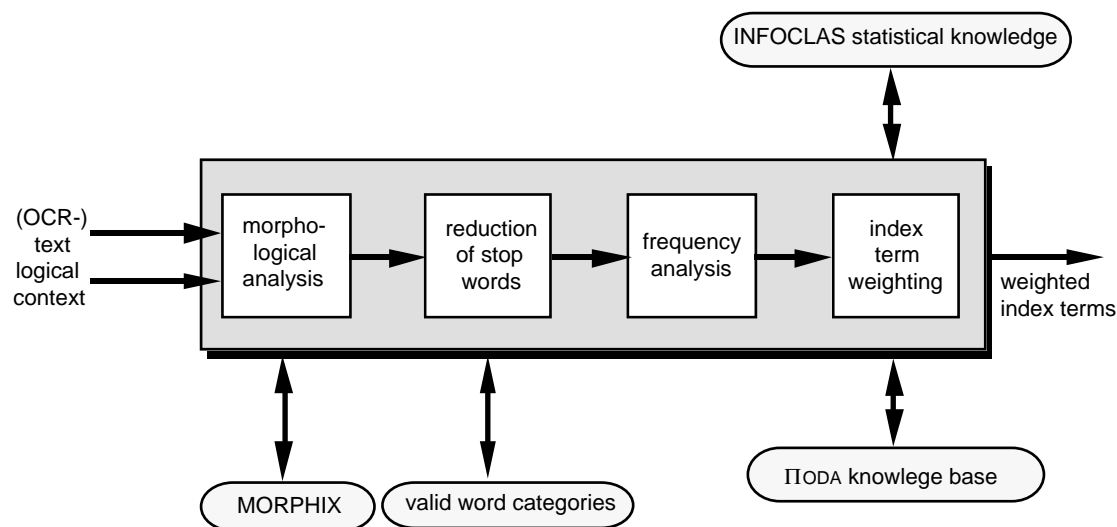 INFOCLAS statistical knowledge
(OCR-)
text
logical
context
morpho-
logical
analysis
reduction
of stop
words
frequency
analysis
index
term
weighting
weighted
index terms
MORPHIX
valid word categories
ΠODA knowlege base